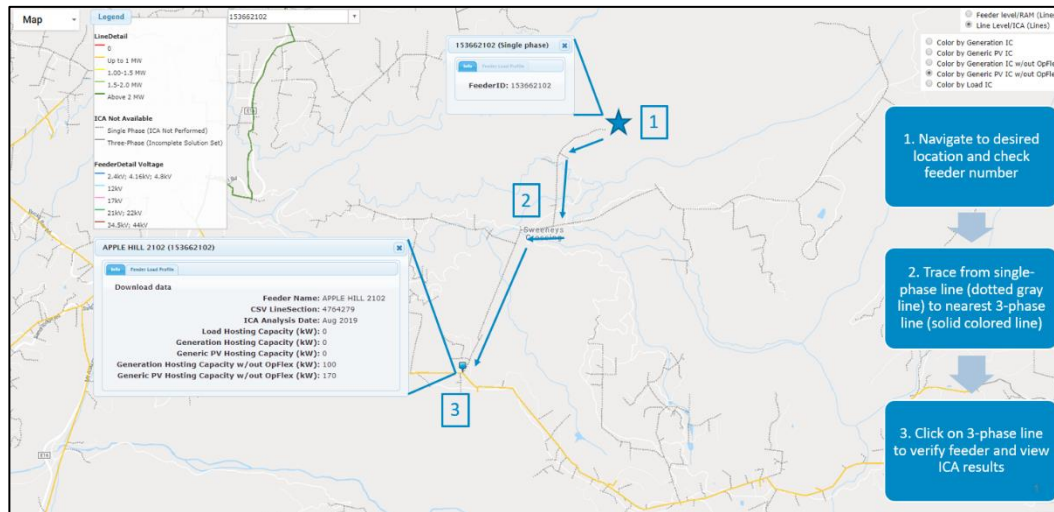 Map
Legend
153662102
Feeder level/RAM (Line
Line Level/ICA (Lines)
LineDetail
0
Up to 1 MW
1.00-1.5 MW
1.5-2.0 MW
Above 2 MW
ICA Not Available
Single Phase (ICA Not Performed)
Three-Phase (Incomplete Solution Set)
FeederDetail Voltage
2.4kV; 4.16kV; 4.8kV
12kV
17kV
21kV; 22kV
34.5kV; 44kV
153662102 (Single phase)
Info
Feeder Load Profile
FeederID: 153662102
Color by Generation IC
Color by Generic PV IC
Color by Generation IC w/out OpFle
Color by Generic PV IC w/out OpFlex
Color by Load IC
1
2
Sweeneys
Crossing
3
APPLE HILL 2102 (153662102)
Info
Feeder Load Profile
Download data
Feeder Name: APPLE HILL 2102
CSV LineSection: 4764279
ICA Analysis Date: Aug 2019
Load Hosting Capacity (kW): 0
Generation Hosting Capacity (kW): 0
Generic PV Hosting Capacity (kW): 0
Generation Hosting Capacity w/out OpFlex (kW): 100
Generic PV Hosting Capacity w/out OpFlex (kW): 170
1. Navigate to desired
location and check
feeder number
2. Trace from single-
phase line (dotted gray
line) to nearest 3-phase
line (solid colored line)
3. Click on 3-phase line
to verify feeder and view
ICA results
1